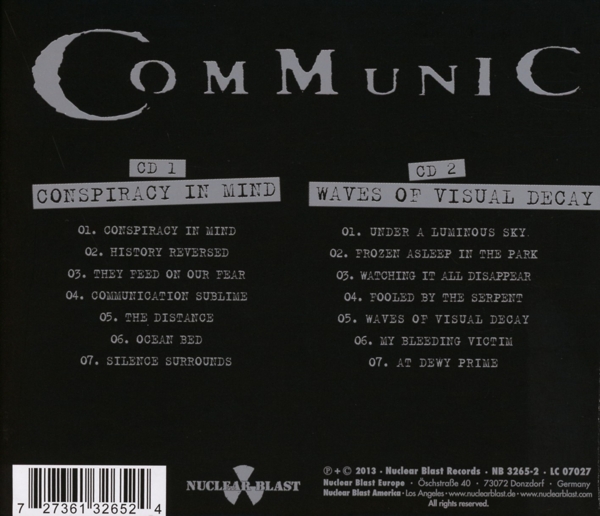 COMMUNIC
CD 1
CONSPIRACY IN MIND
01. CONSPIRACY IN MIND
02. HISTORY REVERSED
03. THEY FEED ON OUR FEAR
04. COMMUNICATION SUBLIME
05. THE DISTANCE
06. OCEAN BED
07. SILENCE SURROUNDS
CD 2
WAVES OF VISUAL DECAY
01. UNDER A LUMINOUS SKY
02. FROZEN ASLEEP IN THE PARK
03. WATCHING IT ALL DISAPPEAR
04. FOOLED BY THE SERPENT
05. WAVES OF VISUAL DECAY
06. MY BLEEDING VICTIM
07. AT DEWY PRIME
7 27361 32652 4
NUCLEAR BLAST
℗ + © 2013 · Nuclear Blast Records · NB 3265-2 · LC 07027
Nuclear Blast Europe · Öschstraße 40 · 73072 Donzdorf · Germany
Nuclear Blast America · Los Angeles · www.nuclearblast.de · www.nuclearblast.com
All rights reserved.